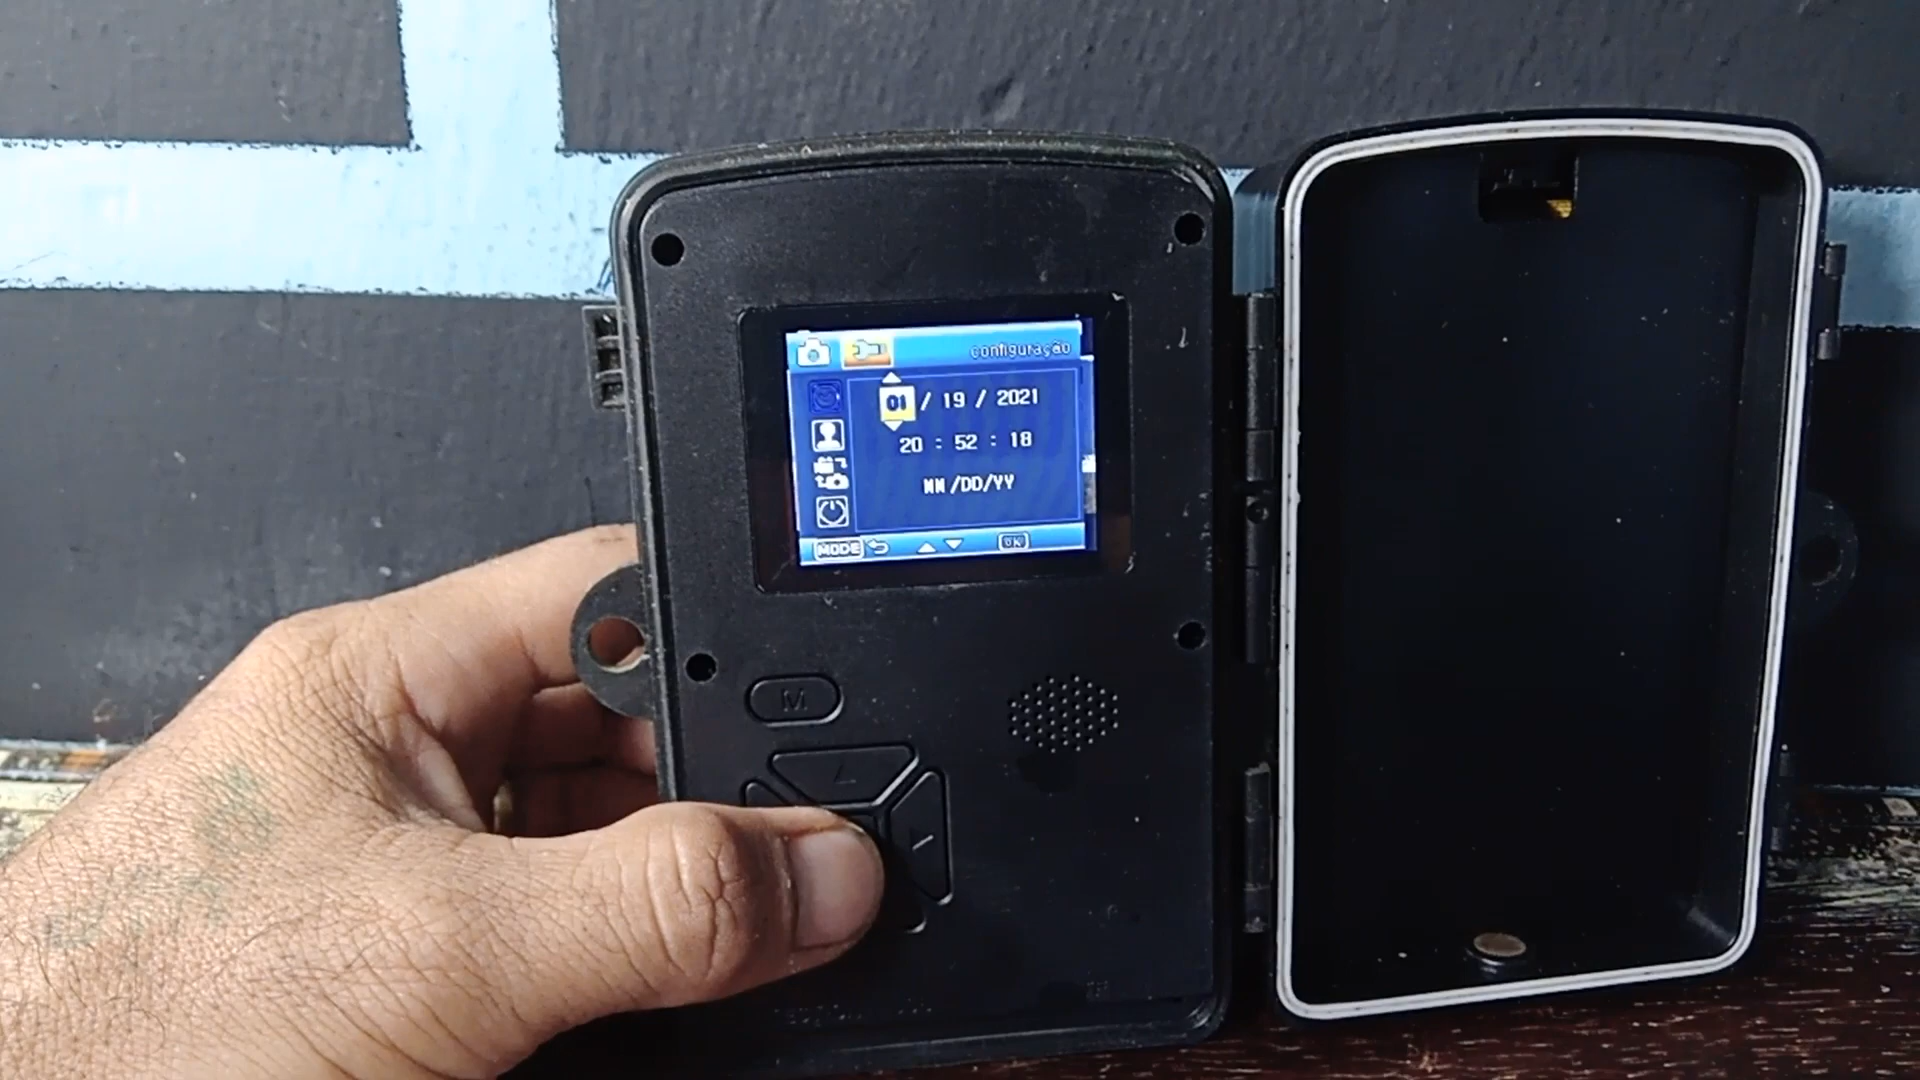 configuração
01 / 19 / 2021
20 : 52 : 18
MM/DD/YY
MODE OK
M